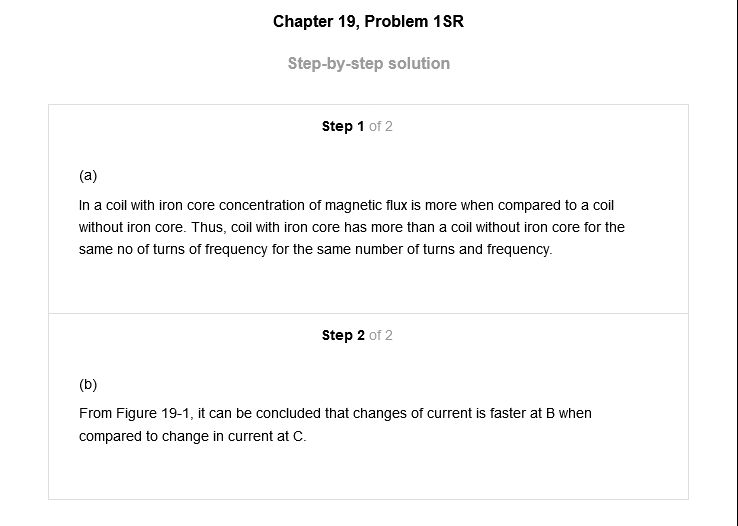 Chapter 19, Problem 1SR
Step-by-step solution
Step 1 of 2
(a)
In a coil with iron core concentration of magnetic flux is more when compared to a coil
without iron core. Thus, coil with iron core has more than a coil without iron core for the
same no of turns of frequency for the same number of turns and frequency.
Step 2 of 2
(b)
From Figure 19-1, it can be concluded that changes of current is faster at B when
compared to change in current at C.